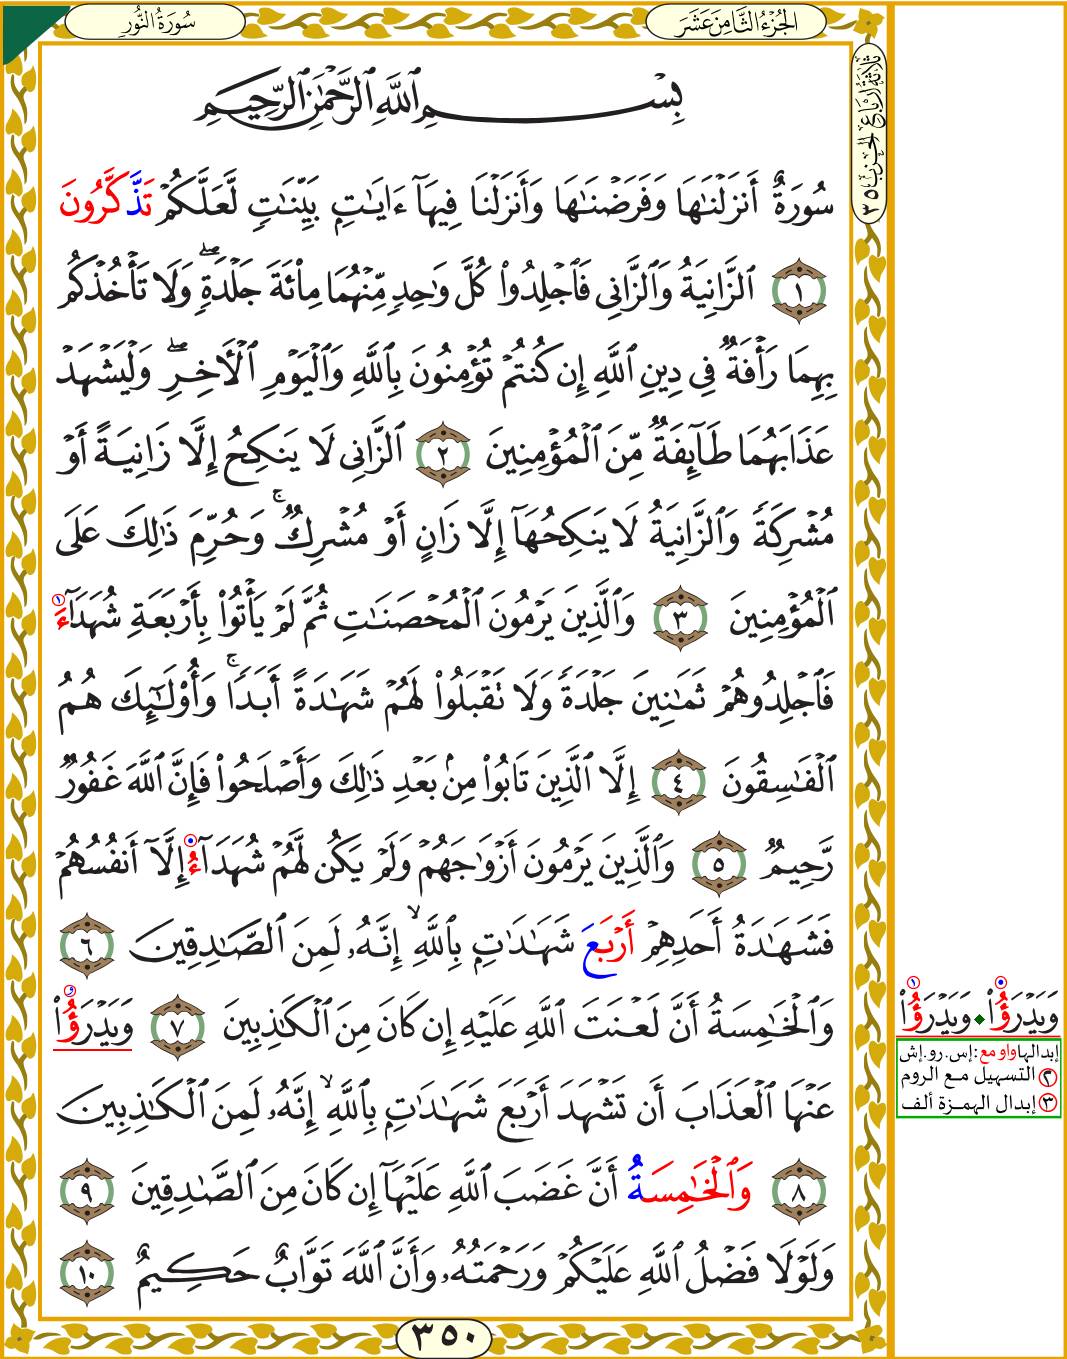 سُورَةُ النُّور
الجُزْءُ الثَّامِنَ عَشَرَ
ثلاثة أرباع الحزب ٣٥
بِسْمِ ٱللَّهِ ٱلرَّحْمَٰنِ ٱلرَّحِيمِ
سُورَةٌ أَنزَلْنَٰهَا وَفَرَضْنَٰهَا وَأَنزَلْنَا فِيهَآ ءَايَٰتٍۭ بَيِّنَٰتٍ لَّعَلَّكُمْ تَذَّكَّرُونَ
١ ٱلزَّانِيَةُ وَٱلزَّانِى فَٱجْلِدُوا۟ كُلَّ وَٰحِدٍ مِّنْهُمَا مِا۟ئَةَ جَلْدَةٍ ۖ وَلَا تَأْخُذْكُم
بِهِمَا رَأْفَةٌ فِى دِينِ ٱللَّهِ إِن كُنتُمْ تُؤْمِنُونَ بِٱللَّهِ وَٱلْيَوْمِ ٱلْـَٔاخِرِ ۖ وَلْيَشْهَدْ
عَذَابَهُمَا طَآئِفَةٌ مِّنَ ٱلْمُؤْمِنِينَ ٢ ٱلزَّانِى لَا يَنكِحُ إِلَّا زَانِيَةً أَوْ
مُشْرِكَةً وَٱلزَّانِيَةُ لَا يَنكِحُهَآ إِلَّا زَانٍ أَوْ مُشْرِكٌ ۚ وَحُرِّمَ ذَٰلِكَ عَلَى
ٱلْمُؤْمِنِينَ ٣ وَٱلَّذِينَ يَرْمُونَ ٱلْمُحْصَنَٰتِ ثُمَّ لَمْ يَأْتُوا۟ بِأَرْبَعَةِ شُهَدَآءَ ١
فَٱجْلِدُوهُمْ ثَمَٰنِينَ جَلْدَةً وَلَا تَقْبَلُوا۟ لَهُمْ شَهَٰدَةً أَبَدًا ۚ وَأُو۟لَٰٓئِكَ هُمُ
ٱلْفَٰسِقُونَ ٤ إِلَّا ٱلَّذِينَ تَابُوا۟ مِنۢ بَعْدِ ذَٰلِكَ وَأَصْلَحُوا۟ فَإِنَّ ٱللَّهَ غَفُورٌ
رَّحِيمٌ ٥ وَٱلَّذِينَ يَرْمُونَ أَزْوَٰجَهُمْ وَلَمْ يَكُن لَّهُمْ شُهَدَآءُ إِلَّآ أَنفُسُهُمْ
فَشَهَٰدَةُ أَحَدِهِمْ أَرْبَعَ شَهَٰدَٰتٍۭ بِٱللَّهِ ۙ إِنَّهُۥ لَمِنَ ٱلصَّٰدِقِينَ ٦
وَٱلْخَٰمِسَةُ أَنَّ لَعْنَتَ ٱللَّهِ عَلَيْهِ إِن كَانَ مِنَ ٱلْكَٰذِبِينَ ٧ وَيَدْرَؤُا۟
عَنْهَا ٱلْعَذَابَ أَن تَشْهَدَ أَرْبَعَ شَهَٰدَٰتٍۭ بِٱللَّهِ ۙ إِنَّهُۥ لَمِنَ ٱلْكَٰذِبِينَ
٨ وَٱلْخَٰمِسَةُ أَنَّ غَضَبَ ٱللَّهِ عَلَيْهَآ إِن كَانَ مِنَ ٱلصَّٰدِقِينَ ٩
وَلَوْلَا فَضْلُ ٱللَّهِ عَلَيْكُمْ وَرَحْمَتُهُۥ وَأَنَّ ٱللَّهَ تَوَّابٌ حَكِيمٌ ١٠
٣٥٠
وَيَدْرَؤُا۟ ◆ وَيَدْرَؤُا۟
إبدالها واو مع: إس.رو.إش
٢ التسهيل مع الروم
٣ إبدال الهمزة ألف